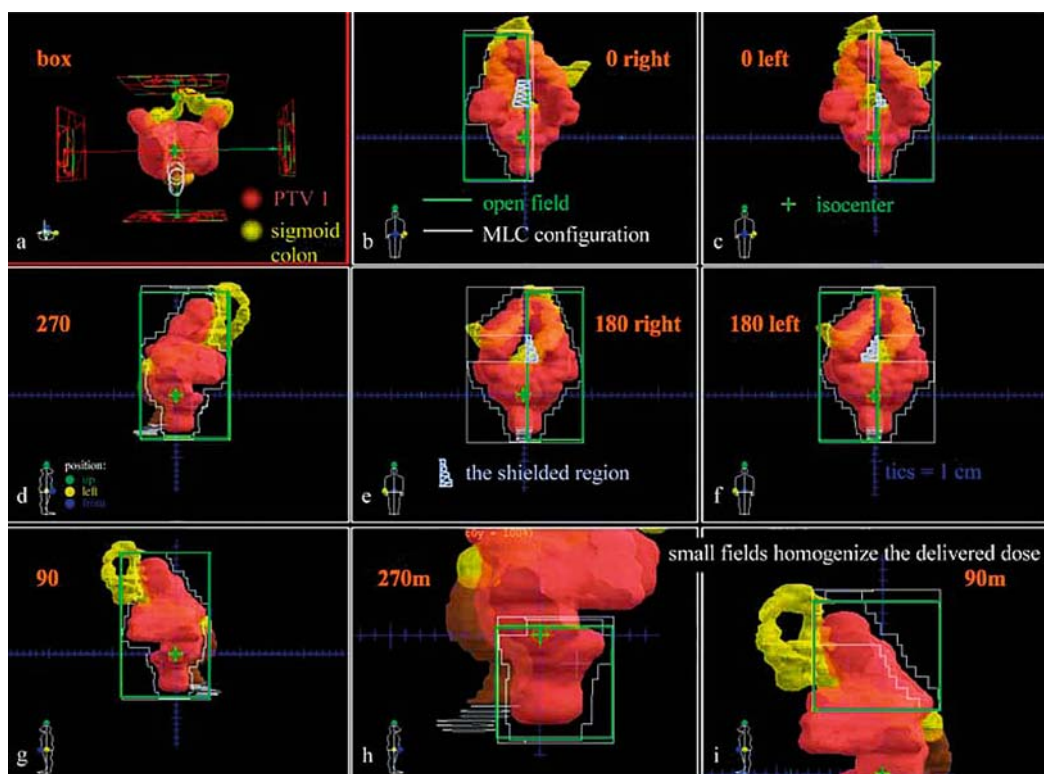 box
PTV 1
sigmoid
colon
a
0 right
open field
MLC configuration
b
0 left
isocenter
c
270
position:
up
left
front
d
180 right
the shielded region
e
180 left
tics = 1 cm
f
90
g
270m
h
small fields homogenize the delivered dose
90m
i